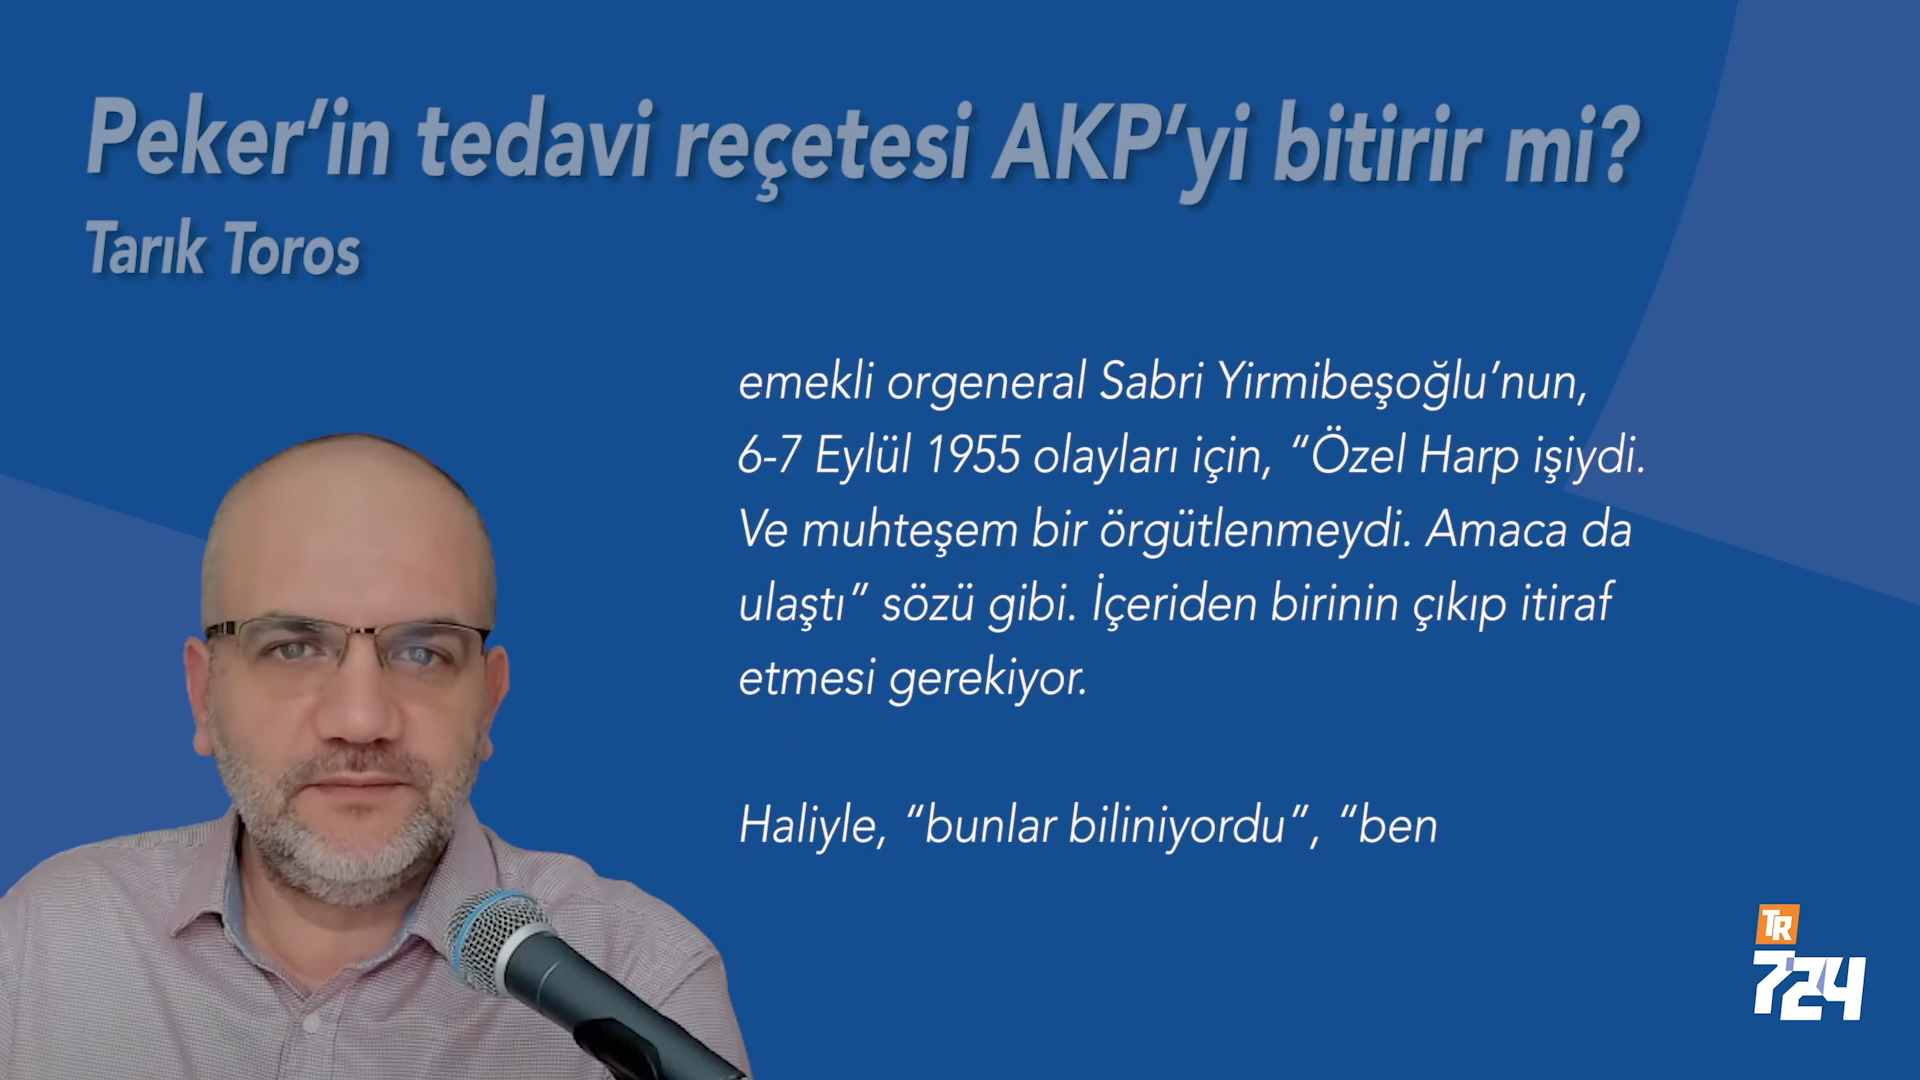 Peker’in tedavi reçetesi AKP’yi bitirir mi?
Tarık Toros
emekli orgeneral Sabri Yirmibeşoğlu’nun,
6-7 Eylül 1955 olayları için, “Özel Harp işiydi.
Ve muhteşem bir örgütlenmeydi. Amaca da
ulaştı” sözü gibi. İçeriden birinin çıkıp itiraf
etmesi gerekiyor.
Haliyle, “bunlar biliniyordu”, “ben
TR
724